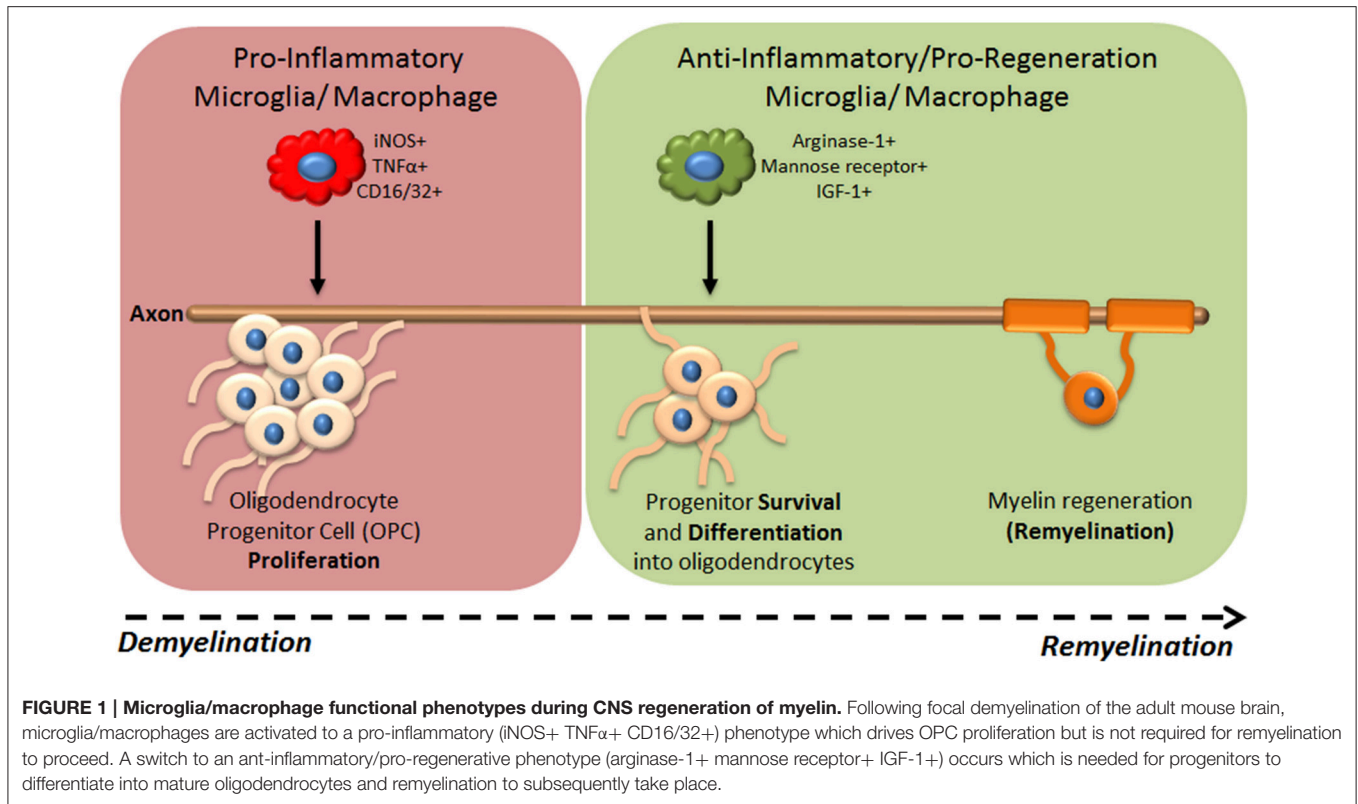 Pro-Inflammatory
Microglia/ Macrophage
iNOS+
TNFα+
CD16/32+
Anti-Inflammatory/Pro-Regeneration
Microglia/ Macrophage
Arginase-1+
Mannose receptor+
IGF-1+
Axon
Oligodendrocyte
Progenitor Cell (OPC)
Proliferation
Progenitor Survival
and Differentiation
into oligodendrocytes
Myelin regeneration
(Remyelination)
Demyelination
Remyelination
FIGURE 1 | Microglia/macrophage functional phenotypes during CNS regeneration of myelin. Following focal demyelination of the adult mouse brain,
microglia/macrophages are activated to a pro-inflammatory (iNOS+ TNFα+ CD16/32+) phenotype which drives OPC proliferation but is not required for remyelination
to proceed. A switch to an ant-inflammatory/pro-regenerative phenotype (arginase-1+ mannose receptor+ IGF-1+) occurs which is needed for progenitors to
differentiate into mature oligodendrocytes and remyelination to subsequently take place.